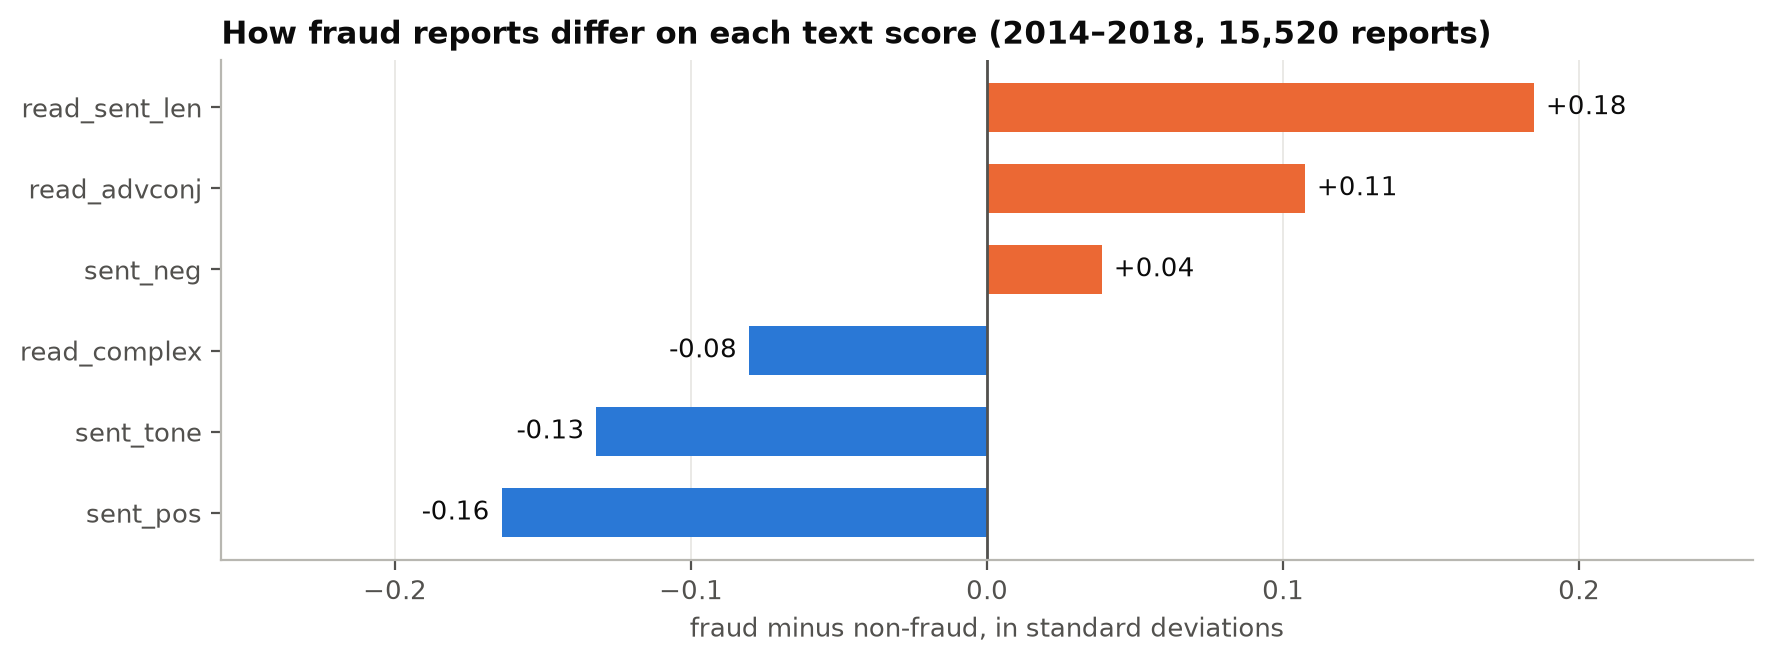 How fraud reports differ on each text score (2014–2018, 15,520 reports)
read_sent_len
+0.18
read_advconj
+0.11
sent_neg
+0.04
read_complex
-0.08
sent_tone
-0.13
sent_pos
-0.16
−0.2
−0.1
0.0
0.1
0.2
fraud minus non-fraud, in standard deviations